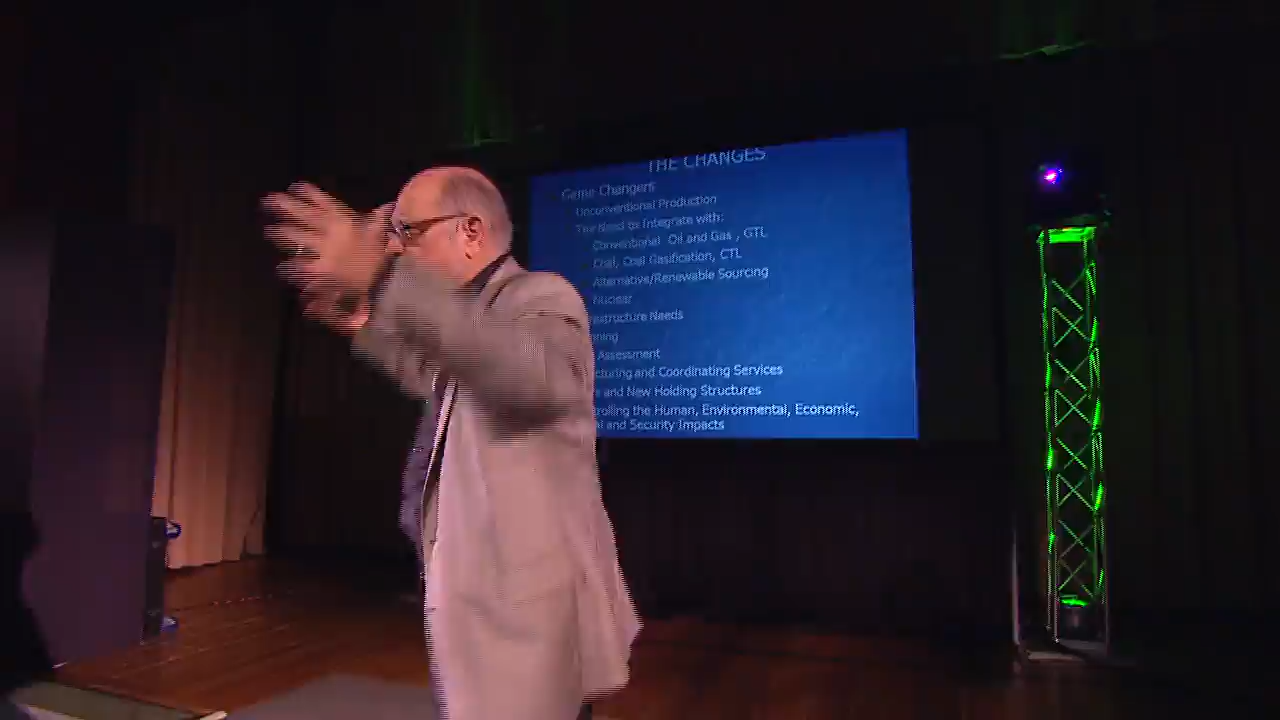 THE CHANGES
Game Changers
Unconventional Production
The Need to Integrate with:
Conventional Oil and Gas , GTL
Coal, Coal Gasification, CTL
Alternative/Renewable Sourcing
Nuclear
Needs
Assessment
and Coordinating Services
and New Holding Structures
the Human, Environmental, Economic,
and Security Impacts